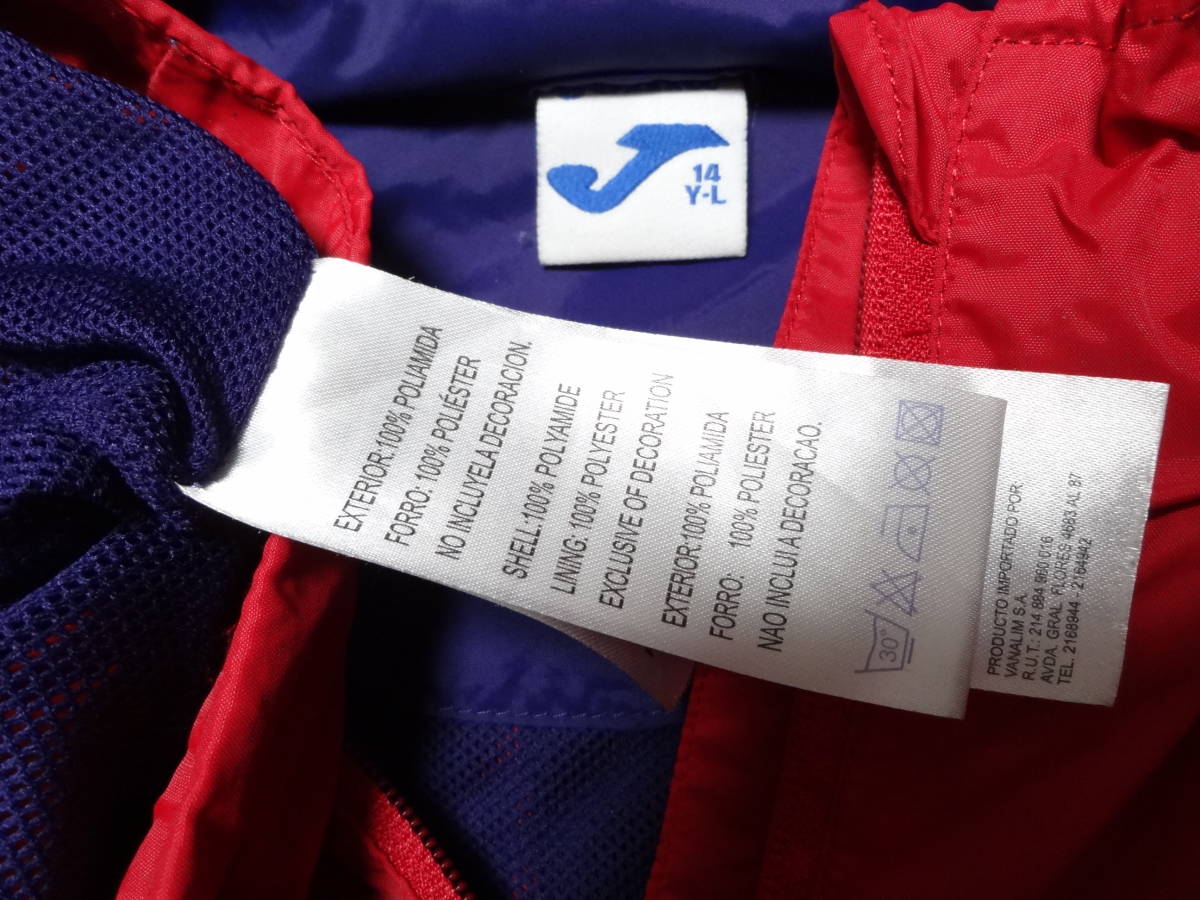 14
Y-L
EXTERIOR:100% POLIAMIDA
FORRO: 100% POLIÉSTER
NO INCLUYE LA DECORACION.
SHELL:100% POLYAMIDE
LINING: 100% POLYESTER
EXCLUSIVE OF DECORATION
EXTERIOR:100% POLIAMIDA
FORRO: 100% POLIESTER
NAO INCLUI A DECORACAO.
30°
PRODUCTO IMPORTADO POR
VANALIM S.A.
R.U.T.: 214 884 960 016
AVDA. GRAL. FLORES 4683 AL 87
TEL. 2168944 - 2164942